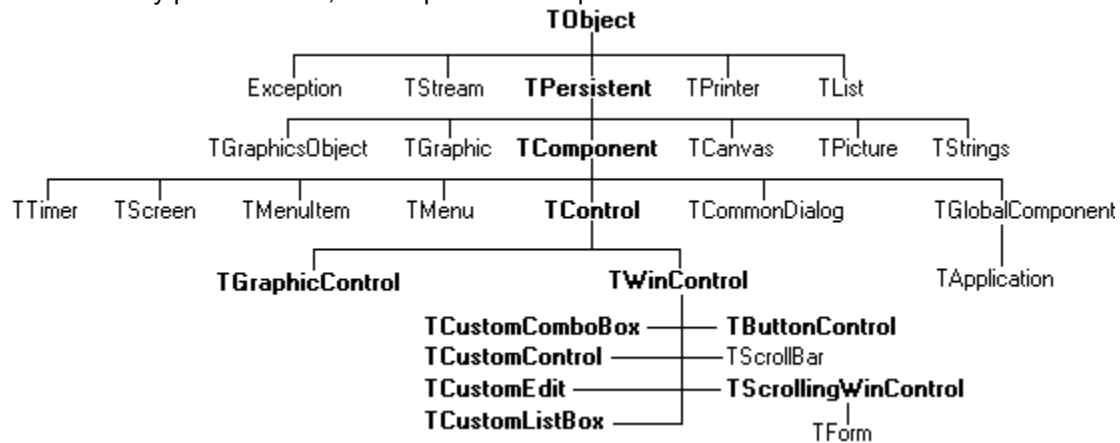 TObject
Exception TStream TPersistent TPrinter TList
TGraphicsObject TGraphic TComponent TCanvas TPicture TStrings
TTimer TScreen TMenuItem TMenu TControl TCommonDialog TGlobalComponent
TGraphicControl TWinControl TApplication
TCustomComboBox TButtonControl
TCustomControl TScrollBar
TCustomEdit TScrollingWinControl
TCustomListBox
TForm